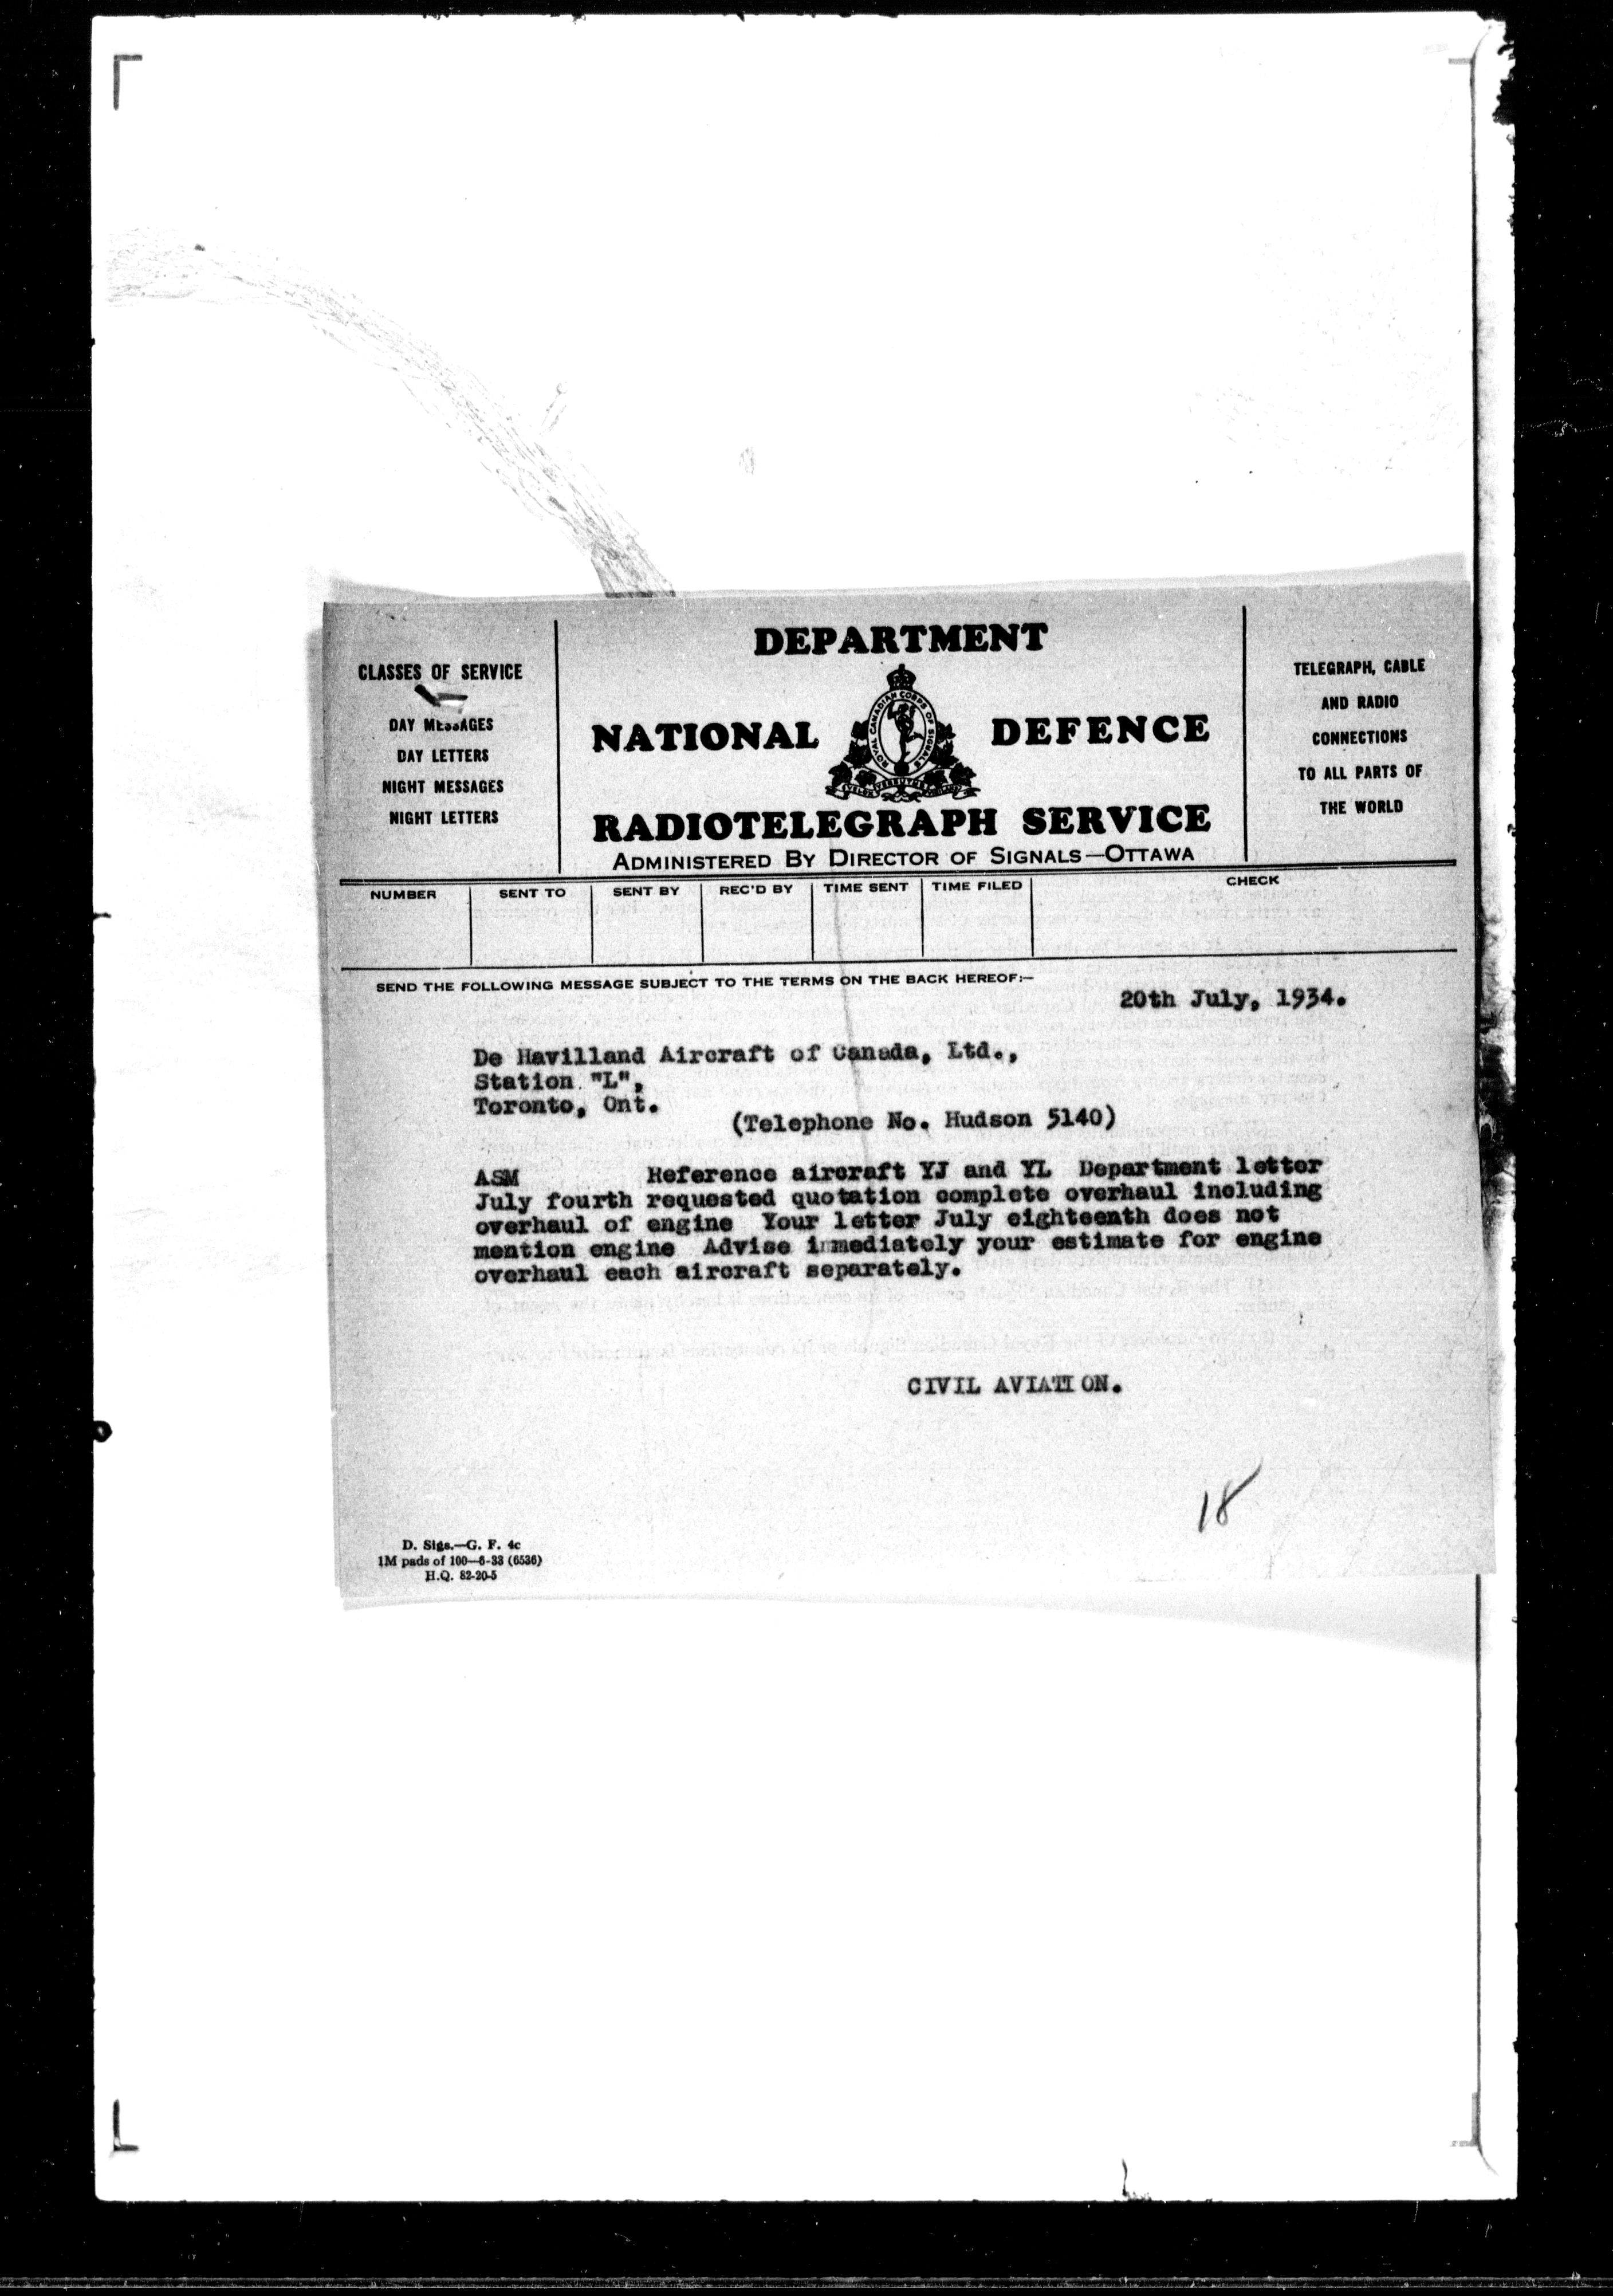 DEPARTMENT
NATIONAL DEFENCE
RADIOTELEGRAPH SERVICE
ADMINISTERED BY DIRECTOR OF SIGNALS—OTTAWA
CLASSES OF SERVICE
DAY MESSAGES
DAY LETTERS
NIGHT MESSAGES
NIGHT LETTERS
ROYAL CANADIAN CORPS OF SIGNALS
TELEGRAPH, CABLE
AND RADIO
CONNECTIONS
TO ALL PARTS OF
THE WORLD
NUMBER SENT TO SENT BY REC'D BY TIME SENT TIME FILED CHECK
SEND THE FOLLOWING MESSAGE SUBJECT TO THE TERMS ON THE BACK HEREOF:—
20th July, 1934.
De Havilland Aircraft of Canada, Ltd.,
Station "L",
Toronto, Ont.
(Telephone No. Hudson 5140)
ASM Reference aircraft YJ and YL Department letter
July fourth requested quotation complete overhaul including
overhaul of engine Your letter July eighteenth does not
mention engine Advise immediately your estimate for engine
overhaul each aircraft separately.
CIVIL AVIATION.
18
D. Sigs.—G. F. 4c
1M pads of 100—6-33 (6536)
H.Q. 82-20-5